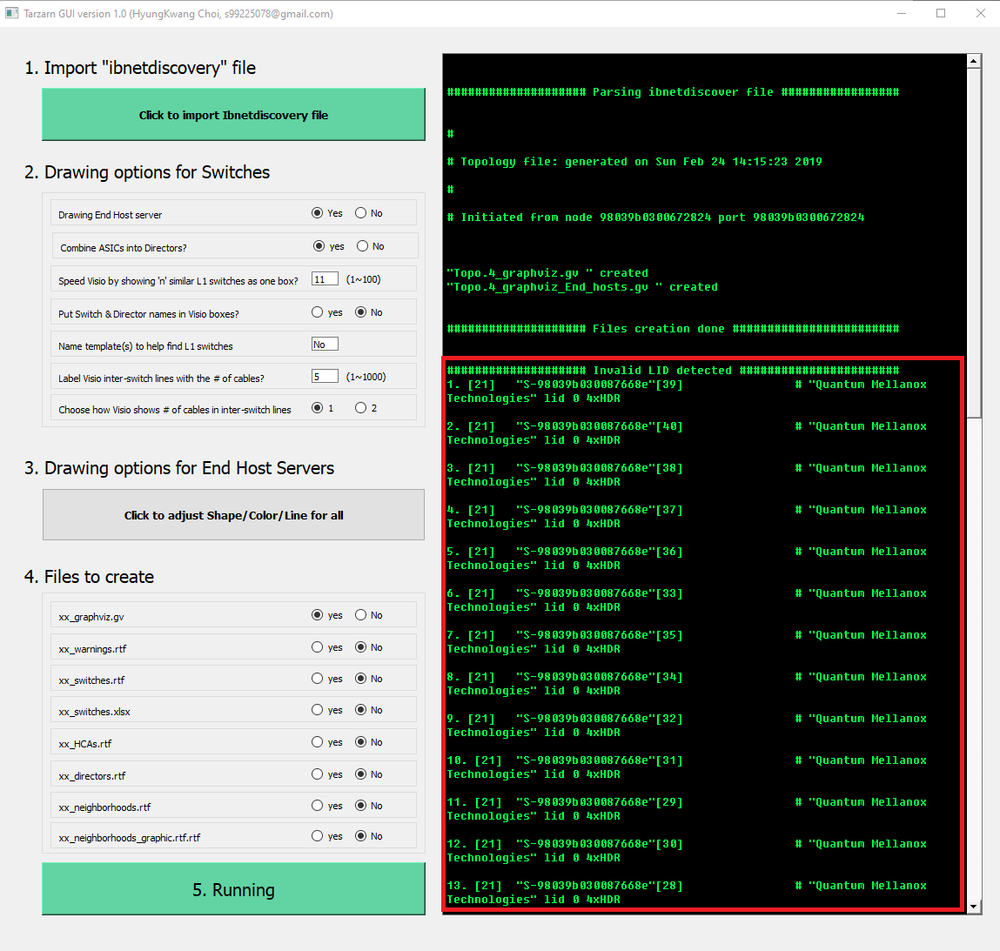 Tarzarn GUI version 1.0 (HyungKwang Choi, s99225078@gmail.com)
1. Import "ibnetdiscovery" file
Click to import Ibnetdiscovery file
2. Drawing options for Switches
Drawing End Host server Yes No
Combine ASICs into Directors? yes No
Speed Visio by showing 'n' similar L1 switches as one box? 11 (1~100)
Put Switch & Director names in Visio boxes? yes No
Name template(s) to help find L1 switches No
Label Visio inter-switch lines with the # of cables? 5 (1~1000)
Choose how Visio shows # of cables in inter-switch lines 1 2
3. Drawing options for End Host Servers
Click to adjust Shape/Color/Line for all
4. Files to create
xx_graphviz.gv yes No
xx_warnings.rtf yes No
xx_switches.rtf yes No
xx_switches.xlsx yes No
xx_HCAs.rtf yes No
xx_directors.rtf yes No
xx_neighborhoods.rtf yes No
xx_neighborhoods_graphic.rtf.rtf yes No
5. Running
#################### Parsing ibnetdiscover file #################
#
# Topology file: generated on Sun Feb 24 14:15:23 2019
#
# Initiated from node 98039b0300672824 port 98039b0300672824
"Topo.4_graphviz.gv " created
"Topo.4_graphviz_End_hosts.gv " created
#################### Files creation done ########################
#################### Invalid LID detected #######################
1. [21] "S-98039b030087668e"[39] # "Quantum Mellanox
Technologies" lid 0 4xHDR
2. [21] "S-98039b030087668e"[40] # "Quantum Mellanox
Technologies" lid 0 4xHDR
3. [21] "S-98039b030087668e"[38] # "Quantum Mellanox
Technologies" lid 0 4xHDR
4. [21] "S-98039b030087668e"[37] # "Quantum Mellanox
Technologies" lid 0 4xHDR
5. [21] "S-98039b030087668e"[36] # "Quantum Mellanox
Technologies" lid 0 4xHDR
6. [21] "S-98039b030087668e"[33] # "Quantum Mellanox
Technologies" lid 0 4xHDR
7. [21] "S-98039b030087668e"[35] # "Quantum Mellanox
Technologies" lid 0 4xHDR
8. [21] "S-98039b030087668e"[34] # "Quantum Mellanox
Technologies" lid 0 4xHDR
9. [21] "S-98039b030087668e"[32] # "Quantum Mellanox
Technologies" lid 0 4xHDR
10. [21] "S-98039b030087668e"[31] # "Quantum Mellanox
Technologies" lid 0 4xHDR
11. [21] "S-98039b030087668e"[29] # "Quantum Mellanox
Technologies" lid 0 4xHDR
12. [21] "S-98039b030087668e"[30] # "Quantum Mellanox
Technologies" lid 0 4xHDR
13. [21] "S-98039b030087668e"[28] # "Quantum Mellanox
Technologies" lid 0 4xHDR